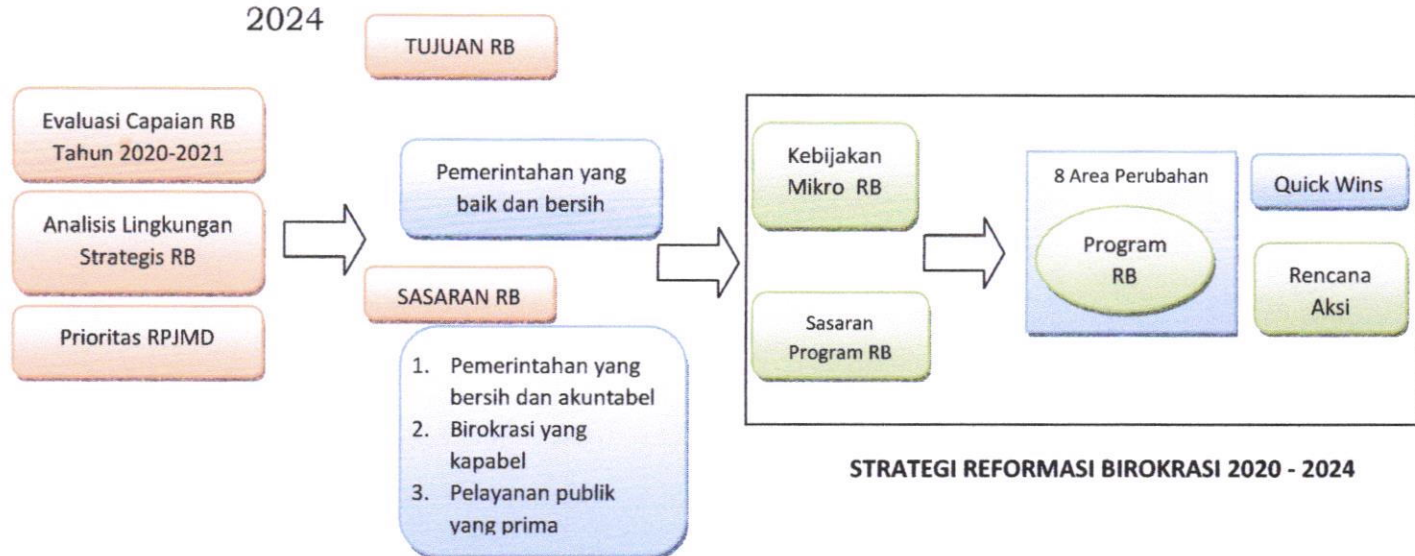 2024
TUJUAN RB
Evaluasi Capaian RB
Tahun 2020-2021
Analisis Lingkungan
Strategis RB
Prioritas RPJMD
Pemerintahan yang
baik dan bersih
SASARAN RB
1. Pemerintahan yang
bersih dan akuntabel
2. Birokrasi yang
kapabel
3. Pelayanan publik
yang prima
Kebijakan
Mikro RB
Sasaran
Program RB
8 Area Perubahan
Program
RB
Quick Wins
Rencana
Aksi
STRATEGI REFORMASI BIROKRASI 2020 - 2024